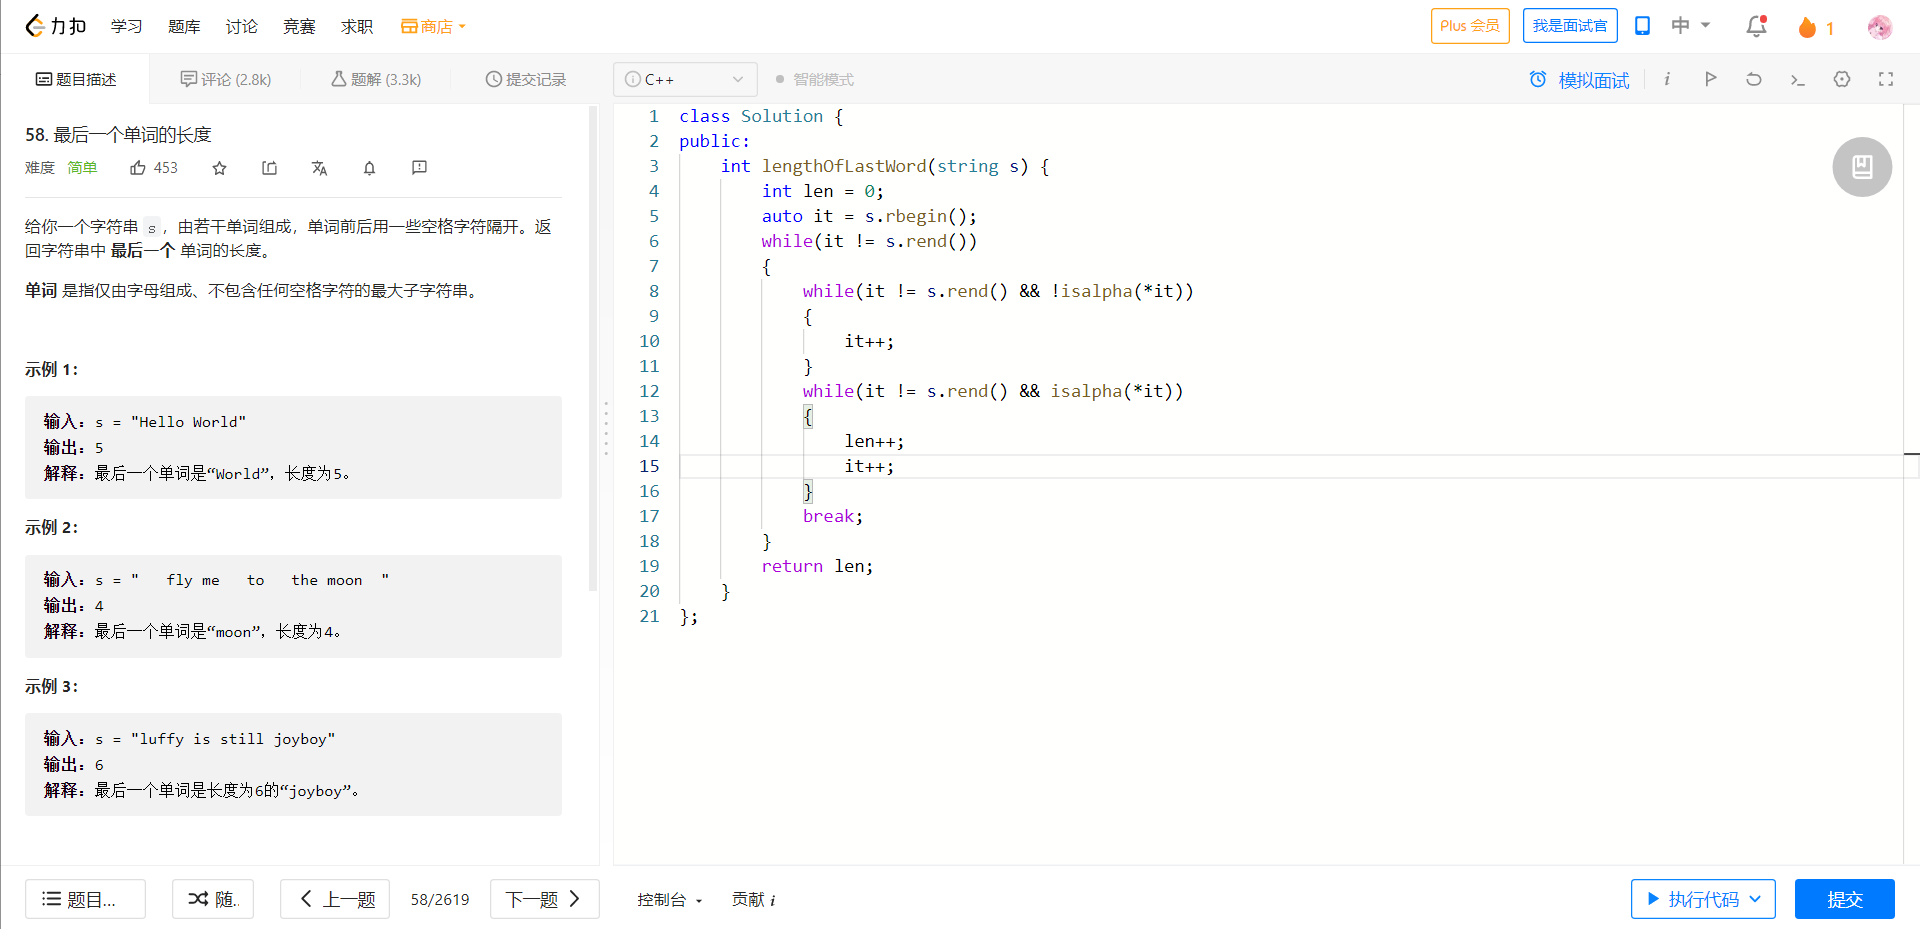 力扣 学习 题库 讨论 竞赛 求职 商店 Plus 会员 我是面试官 中 1
题目描述 评论 (2.8k) 题解 (3.3k) 提交记录 C++ 智能模式 模拟面试
58. 最后一个单词的长度
难度 简单 453
给你一个字符串 s，由若干单词组成，单词前后用一些空格字符隔开。返
回字符串中 最后一个 单词的长度。
单词 是指仅由字母组成、不包含任何空格字符的最大子字符串。
示例 1：
输入：s = "Hello World"
输出：5
解释：最后一个单词是“World”，长度为5。
示例 2：
输入：s = "   fly me   to   the moon  "
输出：4
解释：最后一个单词是“moon”，长度为4。
示例 3：
输入：s = "luffy is still joyboy"
输出：6
解释：最后一个单词是长度为6的“joyboy”。
1 class Solution {
2 public:
3     int lengthOfLastWord(string s) {
4         int len = 0;
5         auto it = s.rbegin();
6         while(it != s.rend())
7         {
8             while(it != s.rend() && !isalpha(*it))
9             {
10                 it++;
11             }
12             while(it != s.rend() && isalpha(*it))
13             {
14                 len++;
15                 it++;
16             }
17             break;
18         }
19         return len;
20     }
21 };
题目... 随.. 上一题 58/2619 下一题 控制台 贡献 i 执行代码 提交